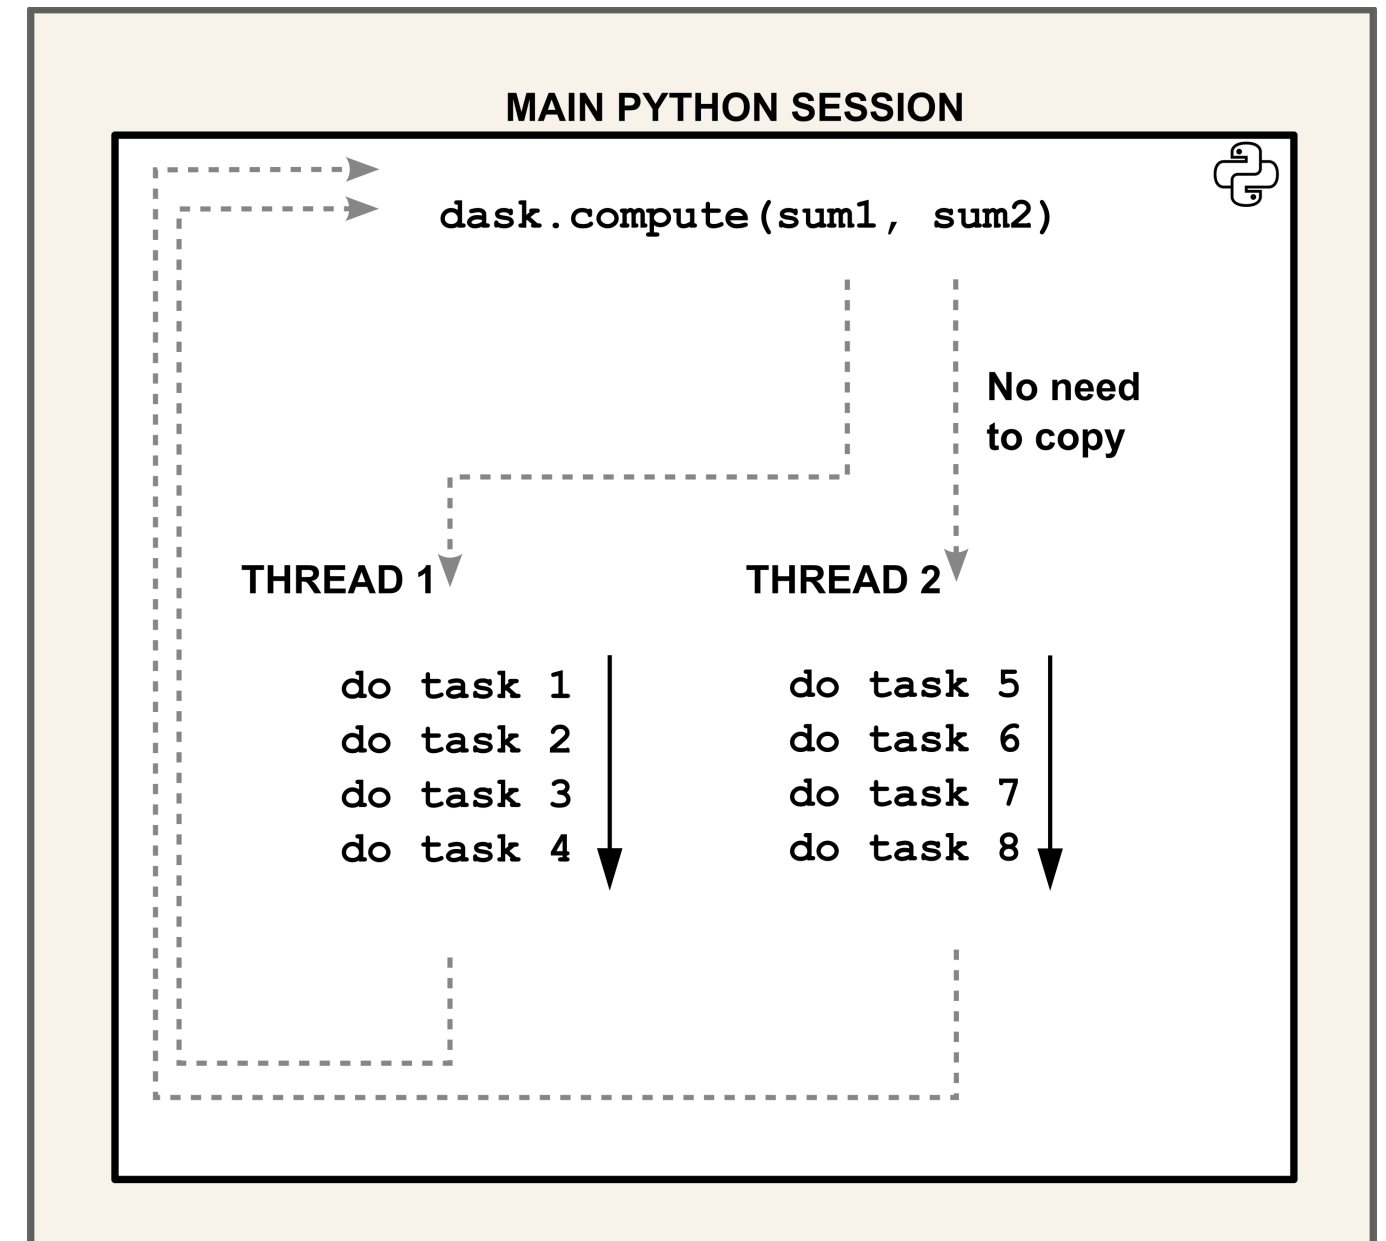 MAIN PYTHON SESSION
dask.compute(sum1, sum2)
No need
to copy
THREAD 1
do task 1
do task 2
do task 3
do task 4
THREAD 2
do task 5
do task 6
do task 7
do task 8